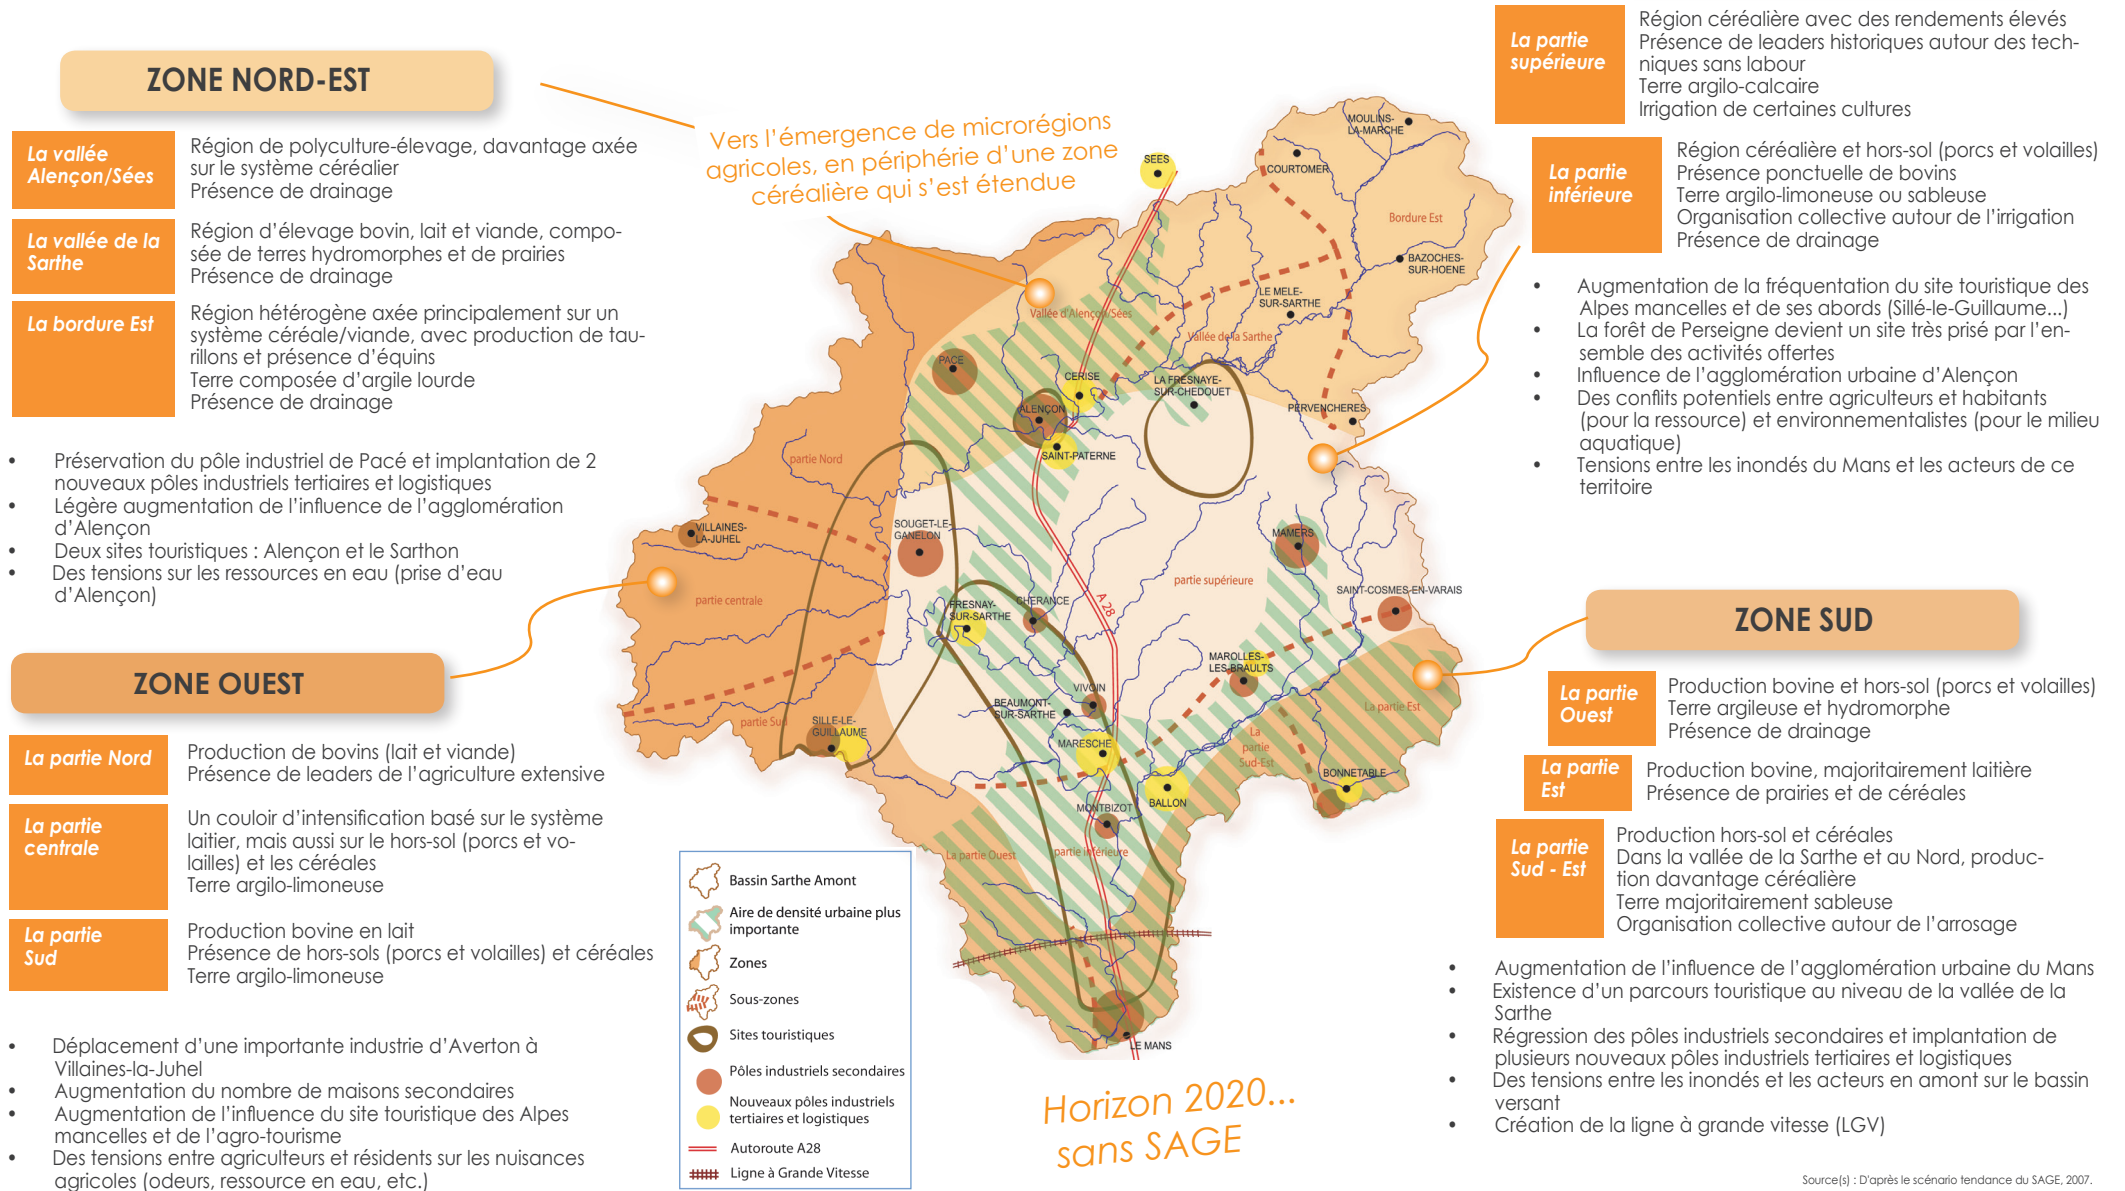 ZONE NORD-EST
La vallée
Alençon/Sées
Région de polyculture-élevage, davantage axée
sur le système céréalier
Présence de drainage
La vallée de la
Sarthe
Région d'élevage bovin, lait et viande, compo-
sée de terres hydromorphes et de prairies
Présence de drainage
La bordure Est
Région hétérogène axée principalement sur un
système céréale/viande, avec production de tau-
rillons et présence d'équins
Terre composée d'argile lourde
Présence de drainage
• Préservation du pôle industriel de Pacé et implantation de 2
nouveaux pôles industriels tertiaires et logistiques
• Légère augmentation de l'influence de l'agglomération
d'Alençon
• Deux sites touristiques : Alençon et le Sarthon
• Des tensions sur les ressources en eau (prise d'eau
d'Alençon)
ZONE OUEST
La partie Nord
Production de bovins (lait et viande)
Présence de leaders de l'agriculture extensive
La partie
centrale
Un couloir d'intensification basé sur le système
laitier, mais aussi sur le hors-sol (porcs et vo-
lailles) et les céréales
Terre argilo-limoneuse
La partie
Sud
Production bovine en lait
Présence de hors-sols (porcs et volailles) et céréales
Terre argilo-limoneuse
• Déplacement d'une importante industrie d'Averton à
Villaines-la-Juhel
• Augmentation du nombre de maisons secondaires
• Augmentation de l'influence du site touristique des Alpes
mancelles et de l'agro-tourisme
• Des tensions entre agriculteurs et résidents sur les nuisances
agricoles (odeurs, ressource en eau, etc.)
Vers l'émergence de microrégions
agricoles, en périphérie d'une zone
céréalière qui s'est étendue
MOULINS-
LA-MARCHE
SEES
COURTOMER
Bordure Est
BAZOCHES-
SUR-HOENE
LE MELE-
SUR-SARTHE
Vallée d'Alençon/Sées
Vallée de la Sarthe
PACE
CERISE
LA FRESNAYE-
SUR-CHEDOUET
ALENÇON
PERVENCHERES
SAINT-PATERNE
partie Nord
VILLAINES-
LA-JUHEL
SOUGET-LE-
GANELON
MAMERS
partie supérieure
SAINT-COSMES-EN-VARAIS
partie centrale
FRESNAY-
SUR-SARTHE
CHERANCE
A 28
MAROLLES-
LES-BRAULTS
VIVOIN
BEAUMONT-
SUR-SARTHE
La partie Est
partie Sud
SILLE-LE-
GUILLAUME
MARESCHE
La
partie
Sud-Est
BONNETABLE
BALLON
MONTBIZOT
La partie Ouest
partie inférieure
LE MANS
Bassin Sarthe Amont
Aire de densité urbaine plus
importante
Zones
Sous-zones
Sites touristiques
Pôles industriels secondaires
Nouveaux pôles industriels
tertiaires et logistiques
Autoroute A28
Ligne à Grande Vitesse
Horizon 2020...
sans SAGE
La partie
supérieure
Région céréalière avec des rendements élevés
Présence de leaders historiques autour des tech-
niques sans labour
Terre argilo-calcaire
Irrigation de certaines cultures
La partie
inférieure
Région céréalière et hors-sol (porcs et volailles)
Présence ponctuelle de bovins
Terre argilo-limoneuse ou sableuse
Organisation collective autour de l'irrigation
Présence de drainage
• Augmentation de la fréquentation du site touristique des
Alpes mancelles et de ses abords (Sillé-le-Guillaume...)
• La forêt de Perseigne devient un site très prisé par l'en-
semble des activités offertes
• Influence de l'agglomération urbaine d'Alençon
• Des conflits potentiels entre agriculteurs et habitants
(pour la ressource) et environnementalistes (pour le milieu
aquatique)
• Tensions entre les inondés du Mans et les acteurs de ce
territoire
ZONE SUD
La partie
Ouest
Production bovine et hors-sol (porcs et volailles)
Terre argileuse et hydromorphe
Présence de drainage
La partie
Est
Production bovine, majoritairement laitière
Présence de prairies et de céréales
La partie
Sud - Est
Production hors-sol et céréales
Dans la vallée de la Sarthe et au Nord, produc-
tion davantage céréalière
Terre majoritairement sableuse
Organisation collective autour de l'arrosage
• Augmentation de l'influence de l'agglomération urbaine du Mans
• Existence d'un parcours touristique au niveau de la vallée de la
Sarthe
• Régression des pôles industriels secondaires et implantation de
plusieurs nouveaux pôles industriels tertiaires et logistiques
• Des tensions entre les inondés et les acteurs en amont sur le bassin
versant
• Création de la ligne à grande vitesse (LGV)
Source(s) : D'après le scénario tendance du SAGE, 2007.